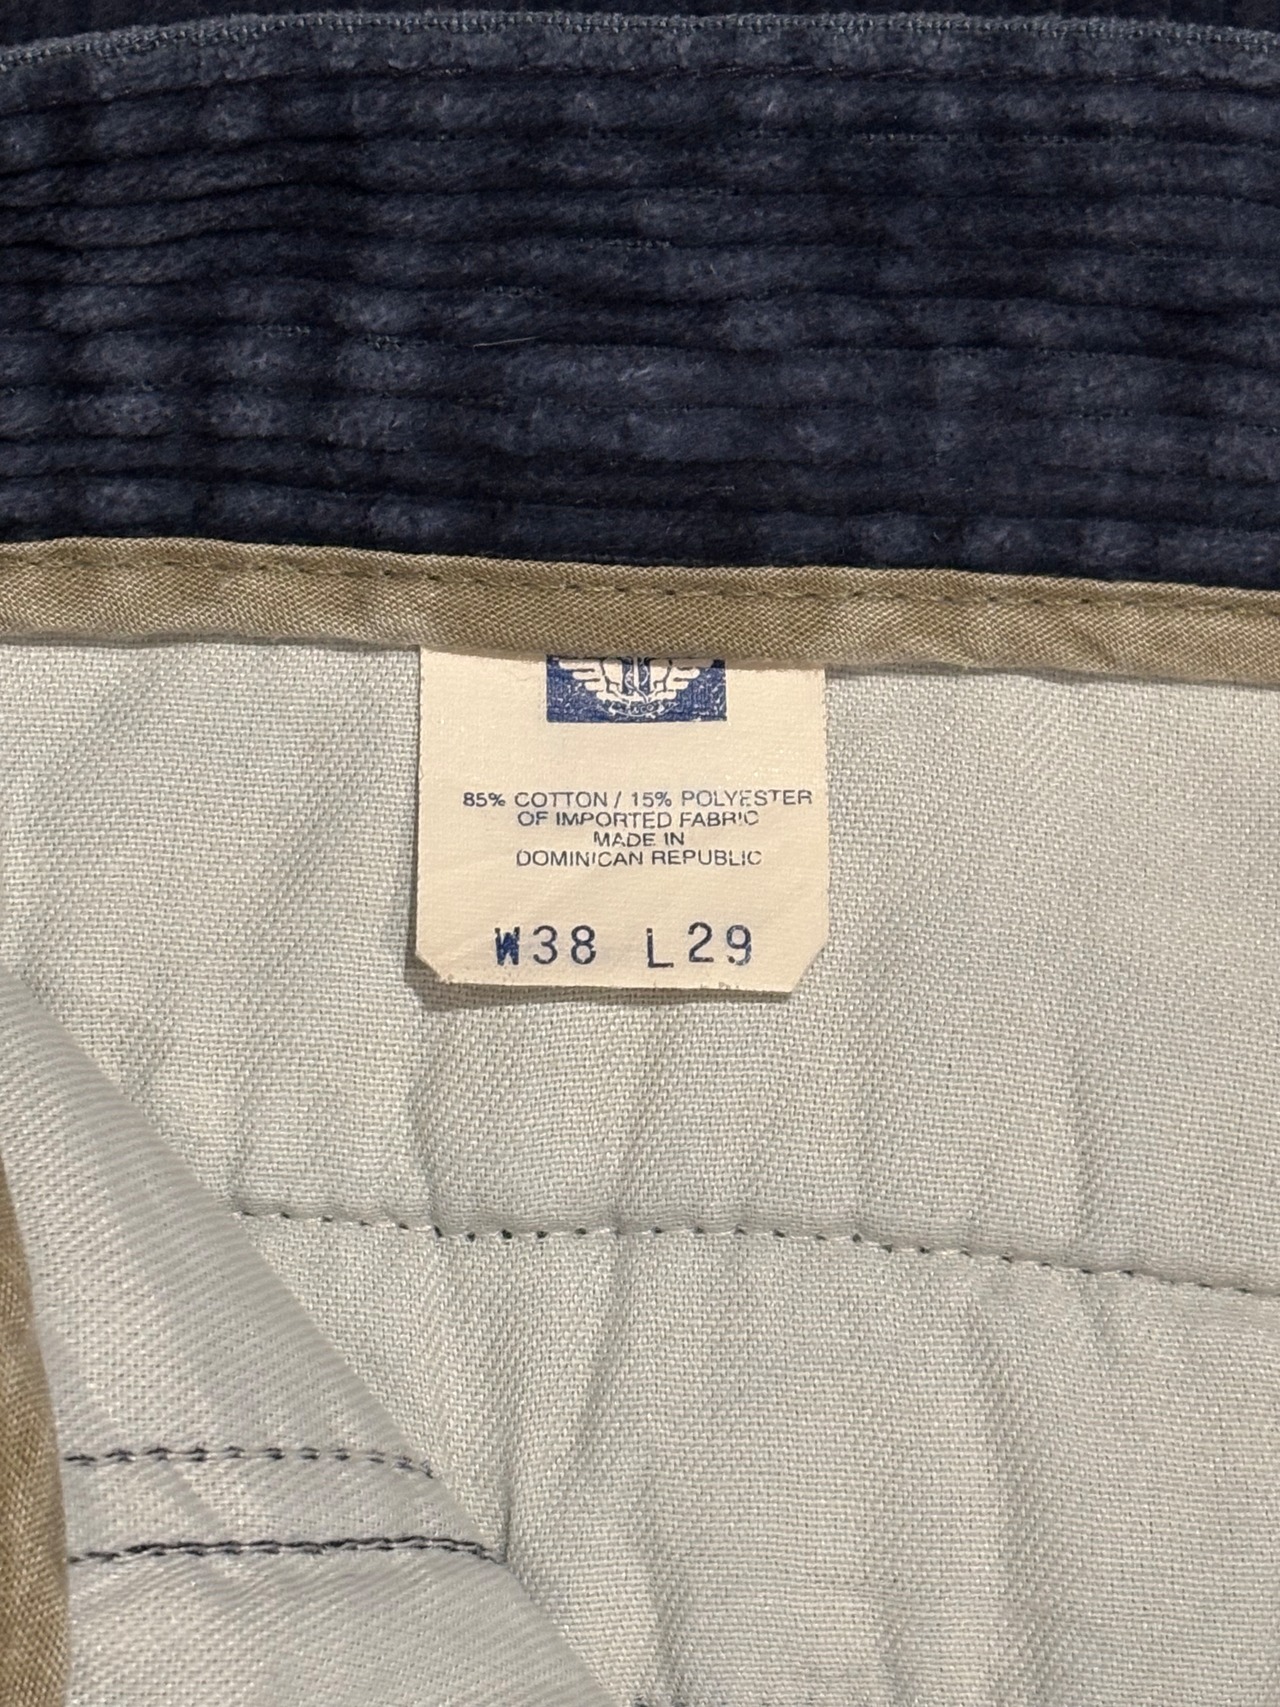 85% COTTON / 15% POLYESTER
OF IMPORTED FABRIC
MADE IN
DOMINICAN REPUBLIC
W38 L29